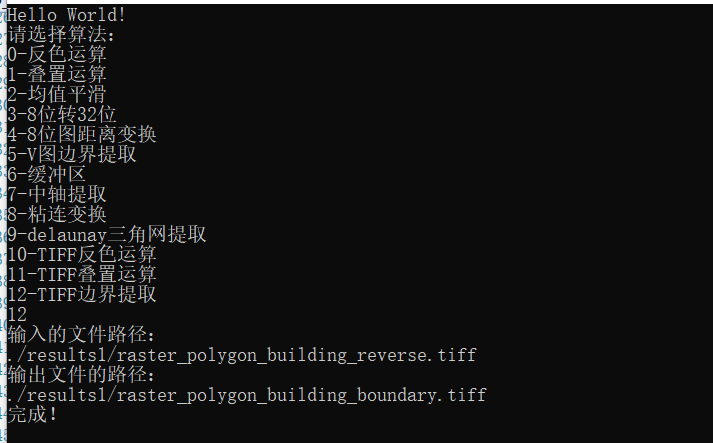 Hello World!
请选择算法:
0-反色运算
1-叠置运算
2-均值平滑
3-8位转32位
4-8位图距离变换
5-V图边界提取
6-缓冲区
7-中轴提取
8-粘连变换
9-delaunay三角网提取
10-TIFF反色运算
11-TIFF叠置运算
12-TIFF边界提取
12
输入的文件路径:
./results1/raster_polygon_building_reverse.tiff
输出文件的路径:
./results1/raster_polygon_building_boundary.tiff
完成!